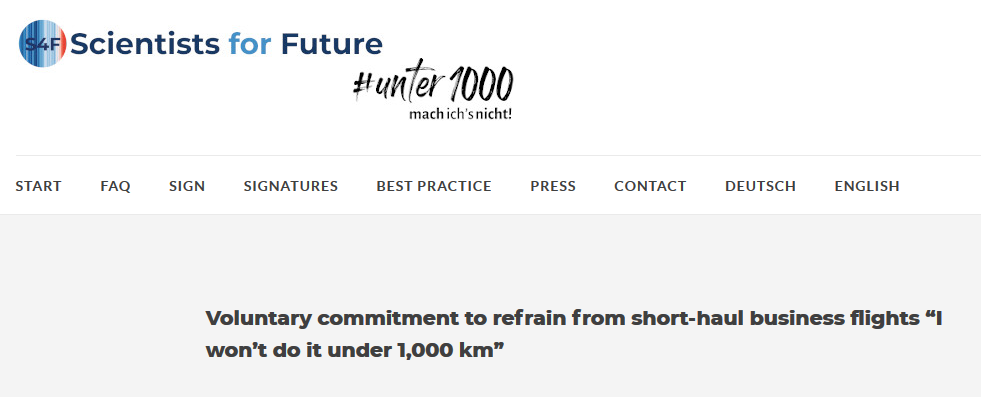 S4F Scientists for Future
#unter 1000
mach ich's nicht!
START FAQ SIGN SIGNATURES BEST PRACTICE PRESS CONTACT DEUTSCH ENGLISH
Voluntary commitment to refrain from short-haul business flights “I
won’t do it under 1,000 km”